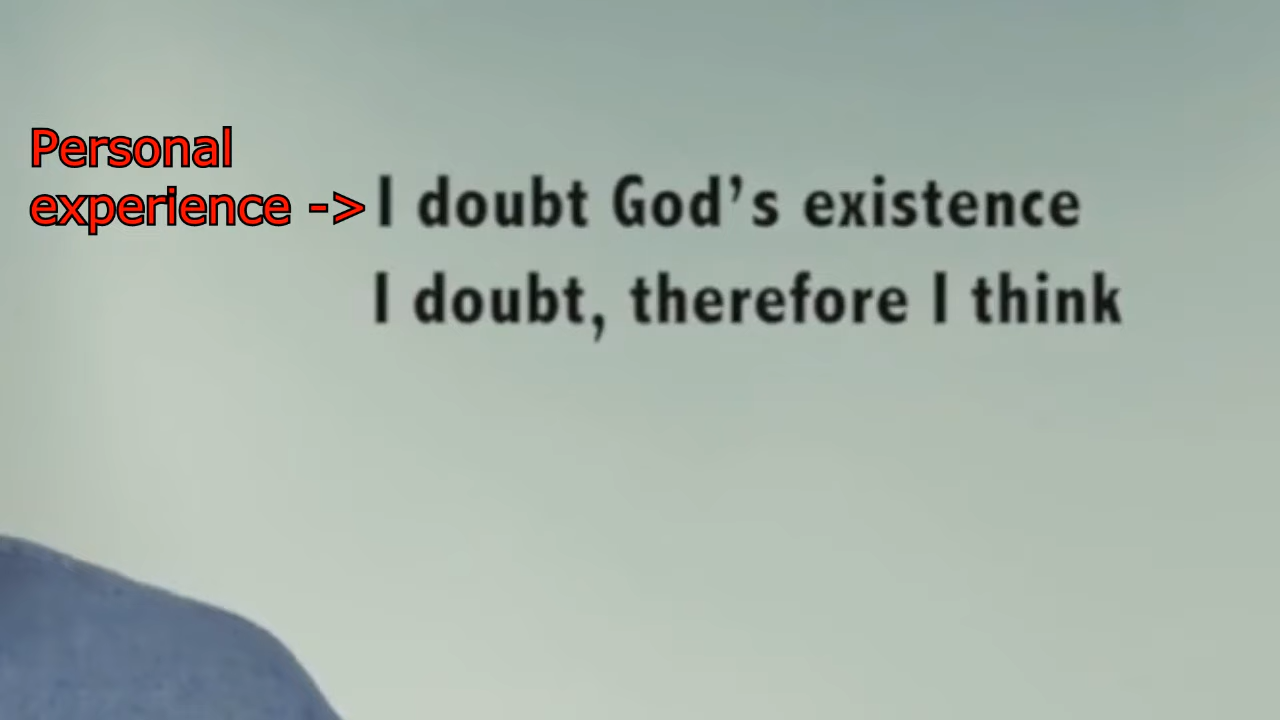 Personal
experience -> I doubt God's existence
I doubt, therefore I think